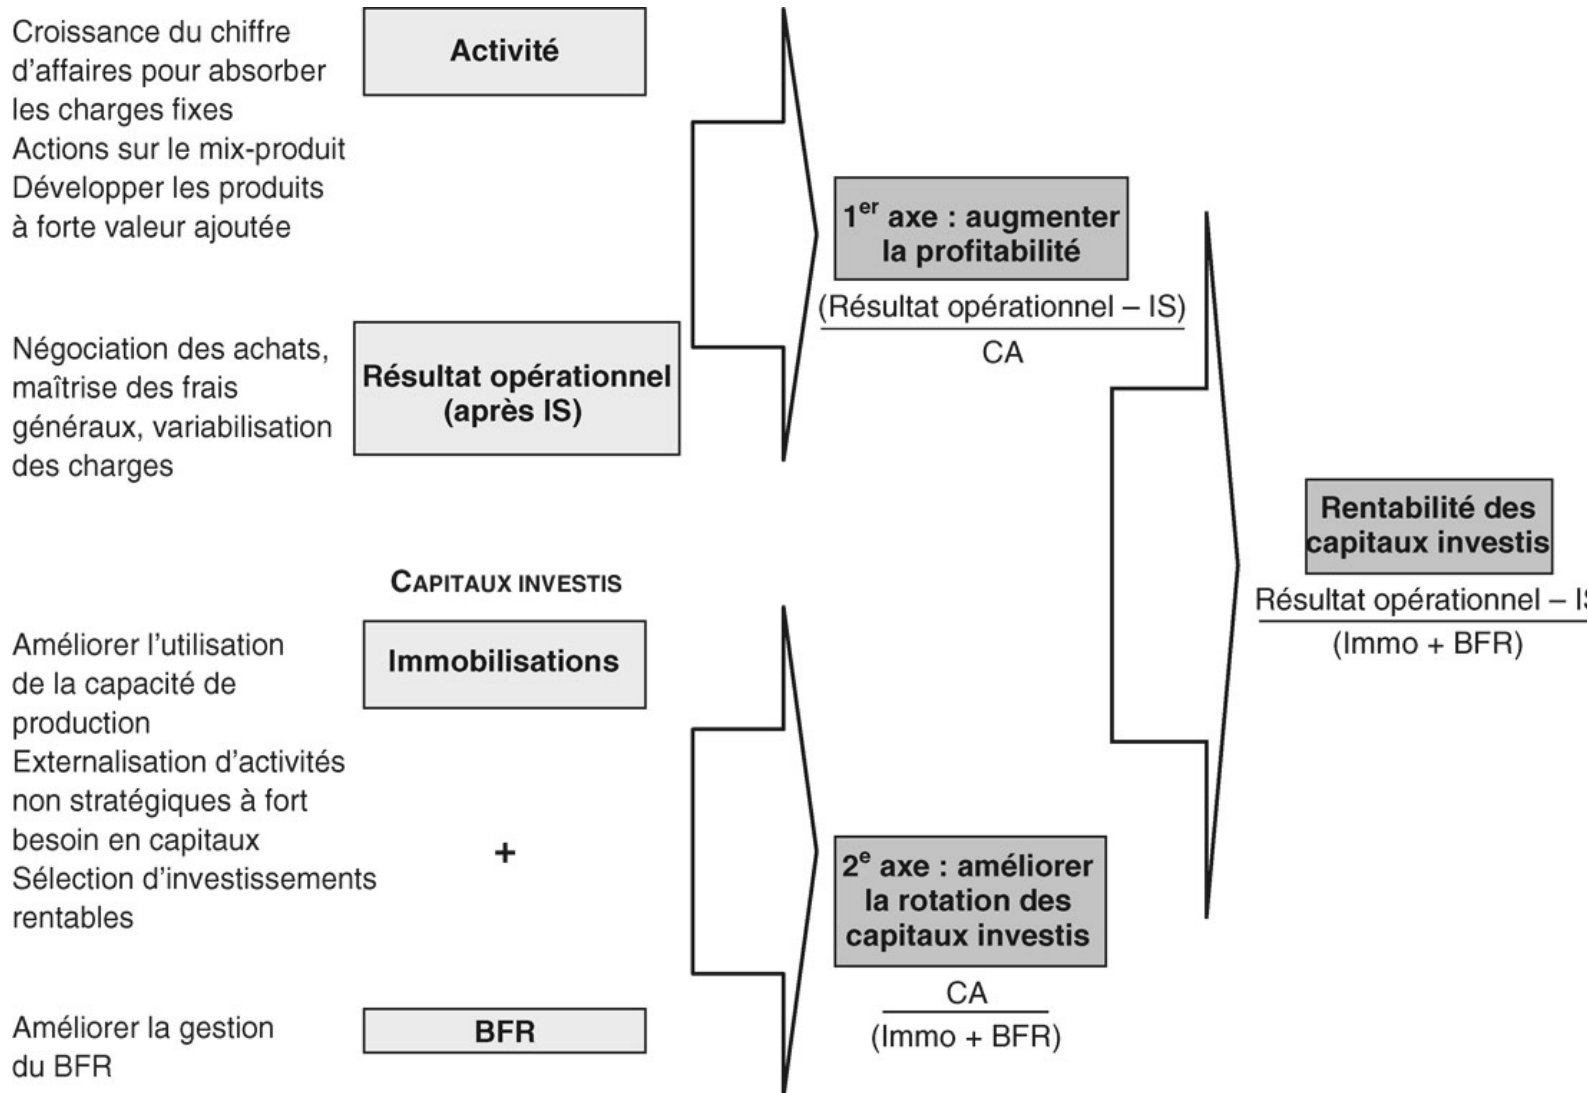 Croissance du chiffre
d'affaires pour absorber
les charges fixes
Actions sur le mix-produit
Développer les produits
à forte valeur ajoutée
Activité
Négociation des achats,
maîtrise des frais
généraux, variabilisation
des charges
Résultat opérationnel
(après IS)
1er axe : augmenter
la profitabilité
(Résultat opérationnel – IS)
CA
CAPITAUX INVESTIS
Améliorer l'utilisation
de la capacité de
production
Externalisation d'activités
non stratégiques à fort
besoin en capitaux
Sélection d'investissements
rentables
Immobilisations
+
Améliorer la gestion
du BFR
BFR
2e axe : améliorer
la rotation des
capitaux investis
CA
(Immo + BFR)
Rentabilité des
capitaux investis
Résultat opérationnel – IS
(Immo + BFR)